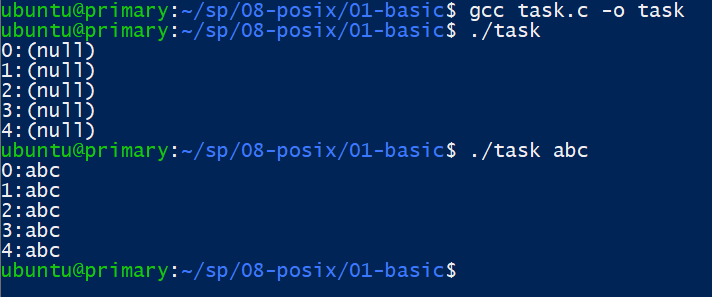 ubuntu@primary:~/sp/08-posix/01-basic$ gcc task.c -o task
ubuntu@primary:~/sp/08-posix/01-basic$ ./task
0:(null)
1:(null)
2:(null)
3:(null)
4:(null)
ubuntu@primary:~/sp/08-posix/01-basic$ ./task abc
0:abc
1:abc
2:abc
3:abc
4:abc
ubuntu@primary:~/sp/08-posix/01-basic$